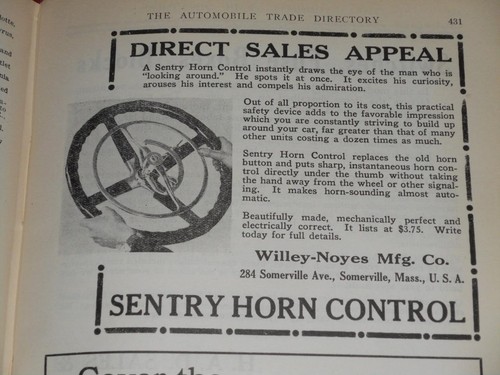 THE AUTOMOBILE TRADE DIRECTORY 431
DIRECT SALES APPEAL
A Sentry Horn Control instantly draws the eye of the man who is
"looking around." He spots it at once. It excites his curiosity,
arouses his interest and compels his admiration.
Out of all proportion to its cost, this practical
safety device adds to the favorable impression
which you are constantly striving to build up
around your car, far greater than that of many
other units costing a dozen times as much.
Sentry Horn Control replaces the old horn
button and puts sharp, instantaneous horn con-
trol directly under the thumb without taking
the hand away from the wheel or other signal-
ing. It makes horn-sounding almost auto-
matic.
Beautifully made, mechanically perfect and
electrically correct. It lists at $3.75. Write
today for full details.
Willey-Noyes Mfg. Co.
284 Somerville Ave., Somerville, Mass., U. S. A.
SENTRY HORN CONTROL